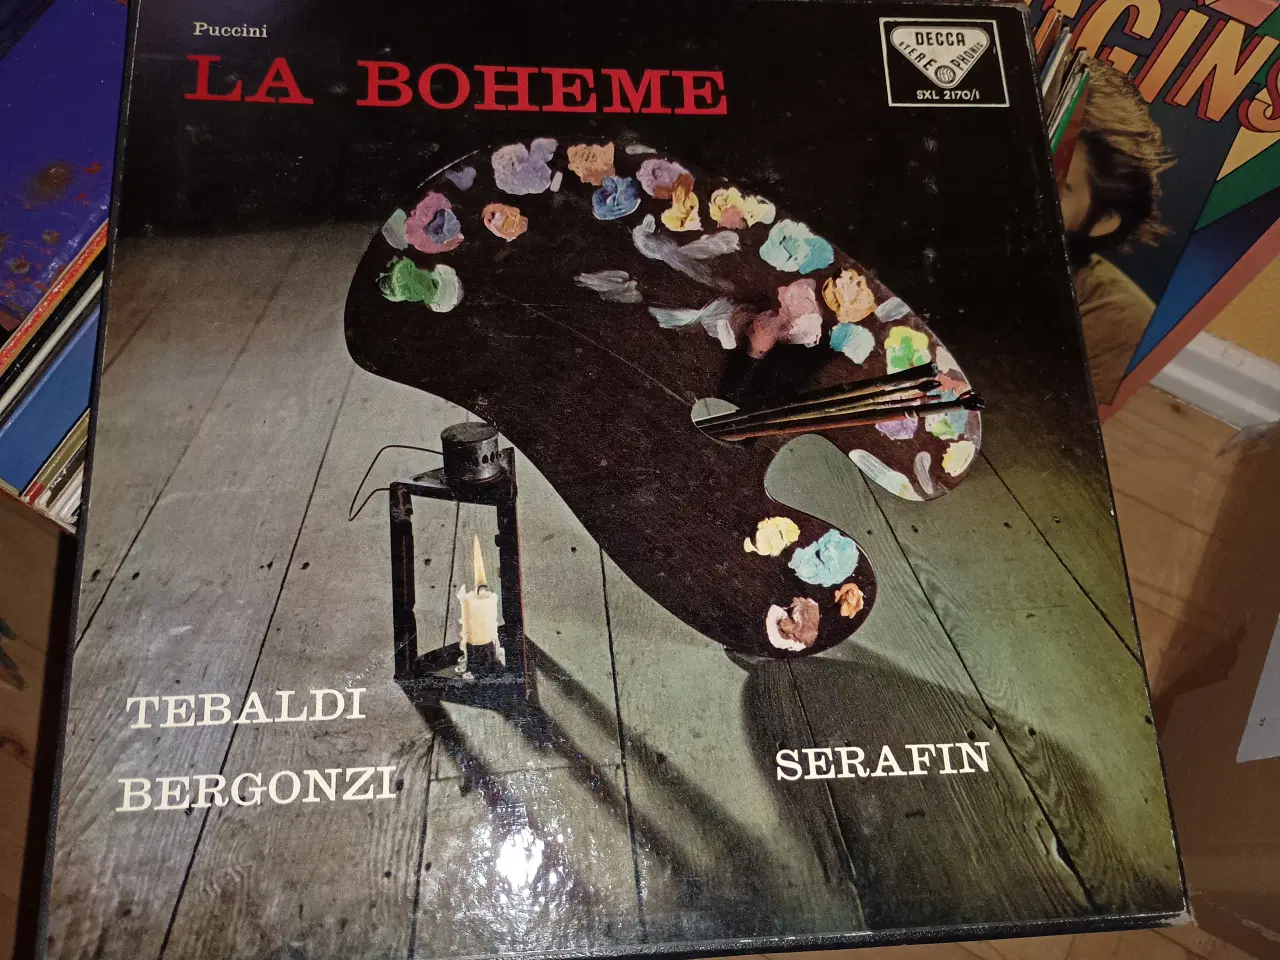 Puccini
LA BOHEME
DECCA
STEREOPHONIC
SXL 2170/1
GINS
TEBALDI
BERGONZI
SERAFIN